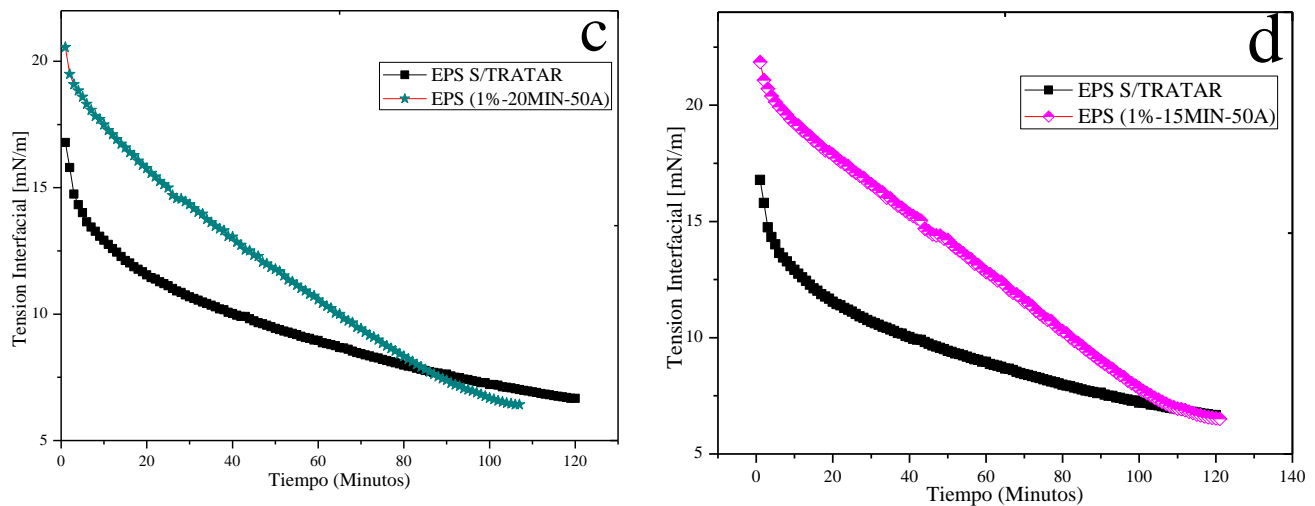 c
EPS S/TRATAR
EPS (1%-20MIN-50A)
Tension Interfacial [mN/m]
20
15
10
5
0 20 40 60 80 100 120
Tiempo (Minutos)
d
EPS S/TRATAR
EPS (1%-15MIN-50A)
Tension Interfacial [mN/m]
20
15
10
5
0 20 40 60 80 100 120 140
Tiempo (Minutos)